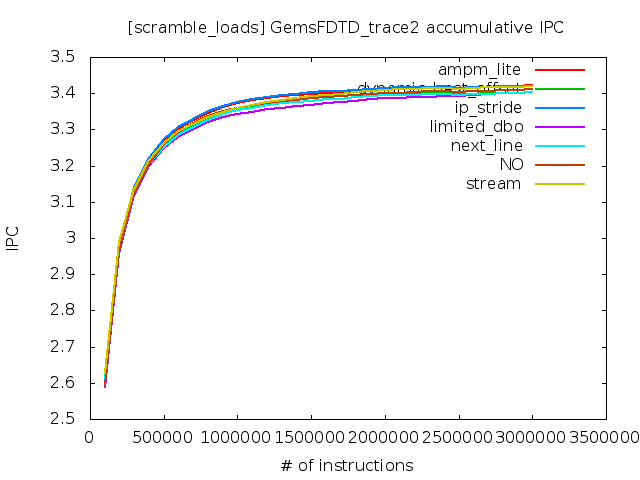 [scramble_loads] GemsFDTD_trace2 accumulative IPC
3.5
3.4
3.3
3.2
3.1
3
2.9
2.8
2.7
2.6
2.5
IPC
ampm_lite
ip_stride
limited_dbo
next_line
NO
stream
0 500000 1000000 1500000 2000000 2500000 3000000 3500000
# of instructions